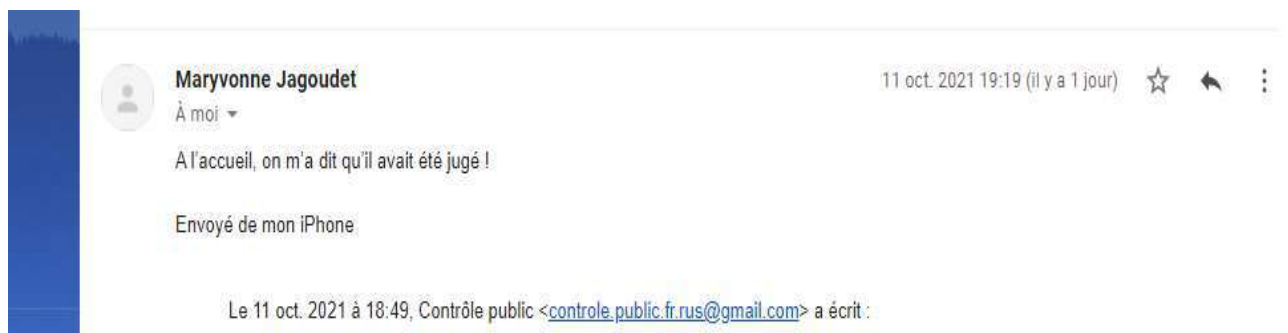 Maryvonne Jagoudet
11 oct. 2021 19:19 (il y a 1 jour)
À moi
A l'accueil, on m'a dit qu'il avait été jugé !
Envoyé de mon iPhone
Le 11 oct. 2021 à 18:49, Contrôle public <controle.public.fr.rus@gmail.com> a écrit :